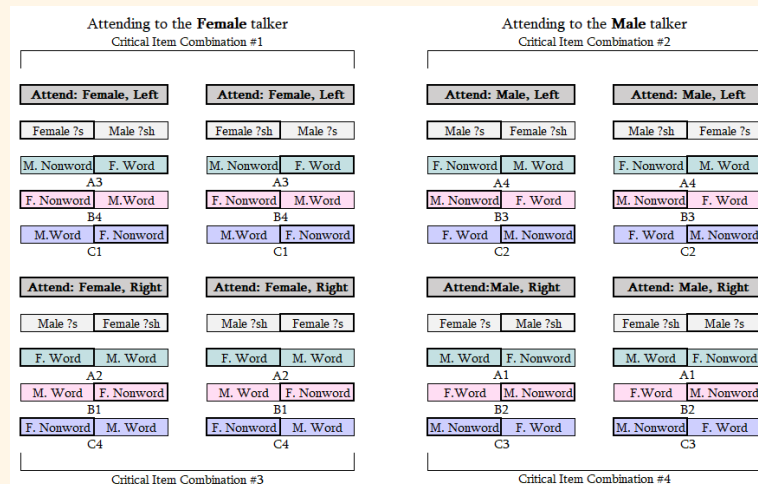 Attending to the Female talker
Critical Item Combination #1
Attend: Female, Left
Attend: Female, Left
Female ?s Male ?sh
Female ?sh Male ?s
M. Nonword F. Word
M. Nonword F. Word
A3
A3
F. Nonword M.Word
F. Nonword M.Word
B4
B4
M.Word F. Nonword
M.Word F. Nonword
C1
C1
Attend: Female, Right
Attend: Female, Right
Male ?s Female ?sh
Male ?sh Female ?s
F. Word M. Word
F. Word M. Word
A2
A2
M. Word F. Nonword
M. Word F. Nonword
B1
B1
F. Nonword M. Word
F. Nonword M. Word
C4
C4
Critical Item Combination #3
Attending to the Male talker
Critical Item Combination #2
Attend: Male, Left
Attend: Male, Left
Male ?s Female ?sh
Male ?sh Female ?s
F. Nonword M. Word
F. Nonword M. Word
A4
A4
M. Nonword F. Word
M. Nonword F. Word
B3
B3
F. Word M. Nonword
F. Word M. Nonword
C2
C2
Attend:Male, Right
Attend: Male, Right
Female ?s Male ?sh
Female ?sh Male ?s
M. Word F. Nonword
M. Word F. Nonword
A1
A1
F.Word M. Nonword
F.Word M. Nonword
B2
B2
M. Nonword F. Word
M. Nonword F. Word
C3
C3
Critical Item Combination #4